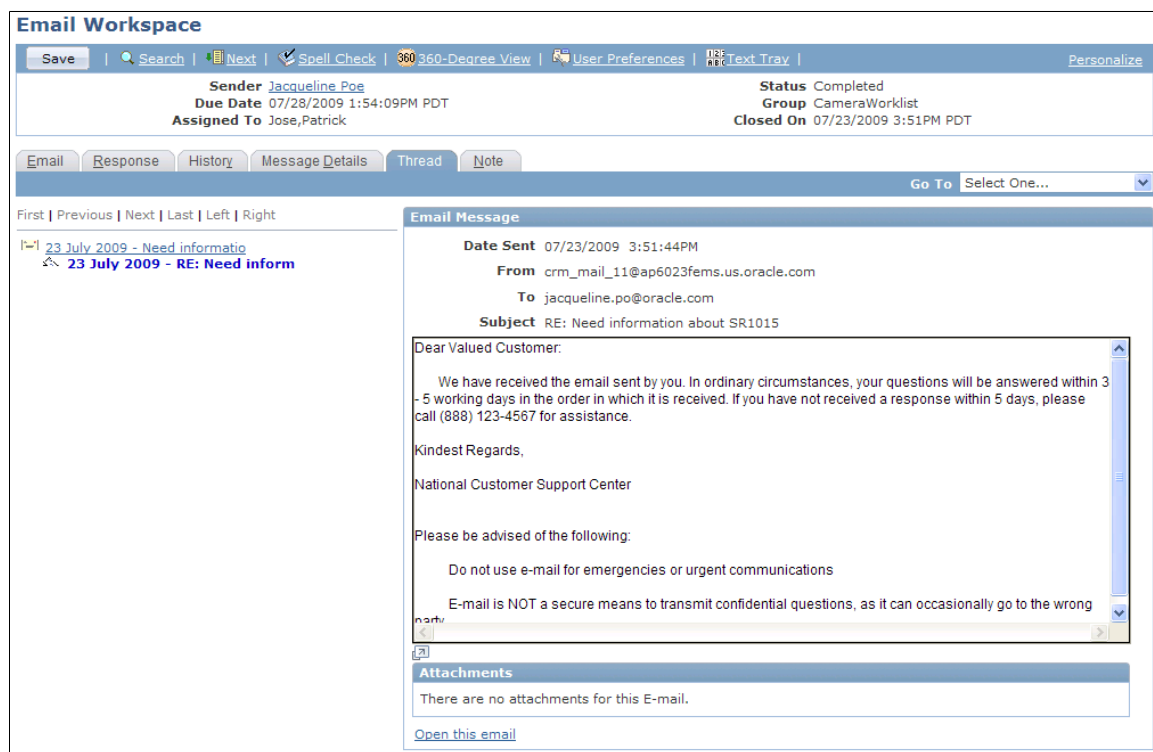 Email Workspace
Save | Search | Next | Spell Check | 360 360-Degree View | User Preferences | Text Tray | Personalize
Sender Jacqueline Poe Status Completed
Due Date 07/28/2009 1:54:09PM PDT Group CameraWorklist
Assigned To Jose,Patrick Closed On 07/23/2009 3:51PM PDT
Email Response History Message Details Thread Note
Go To Select One...
First | Previous | Next | Last | Left | Right
23 July 2009 - Need informatio
23 July 2009 - RE: Need inform
Email Message
Date Sent 07/23/2009 3:51:44PM
From crm_mail_11@ap6023fems.us.oracle.com
To jacqueline.po@oracle.com
Subject RE: Need information about SR1015
Dear Valued Customer:
We have received the email sent by you. In ordinary circumstances, your questions will be answered within 3
- 5 working days in the order in which it is received. If you have not received a response within 5 days, please
call (888) 123-4567 for assistance.
Kindest Regards,
National Customer Support Center
Please be advised of the following:
Do not use e-mail for emergencies or urgent communications
E-mail is NOT a secure means to transmit confidential questions, as it can occasionally go to the wrong
party
Attachments
There are no attachments for this E-mail.
Open this email